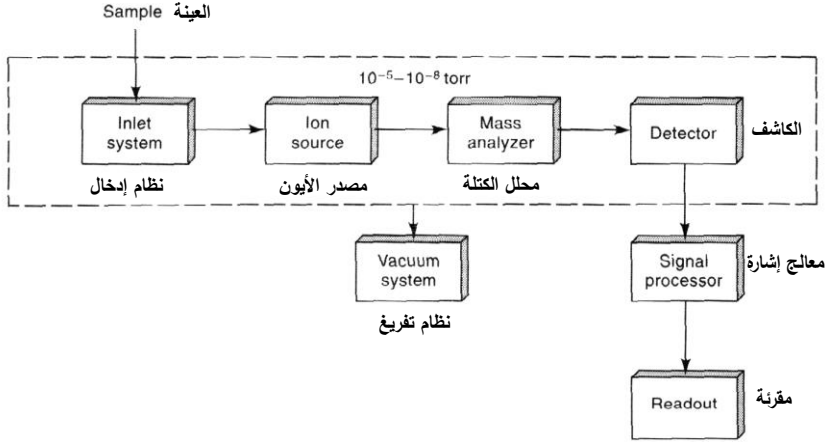 Sample العينة
10⁻⁵–10⁻⁸ torr
Inlet
system
نظام إدخال
Ion
source
مصدر الأيون
Mass
analyzer
محلل الكتلة
Detector
الكاشف
Vacuum
system
نظام تفريغ
Signal
processor
معالج إشارة
Readout
مقرئة